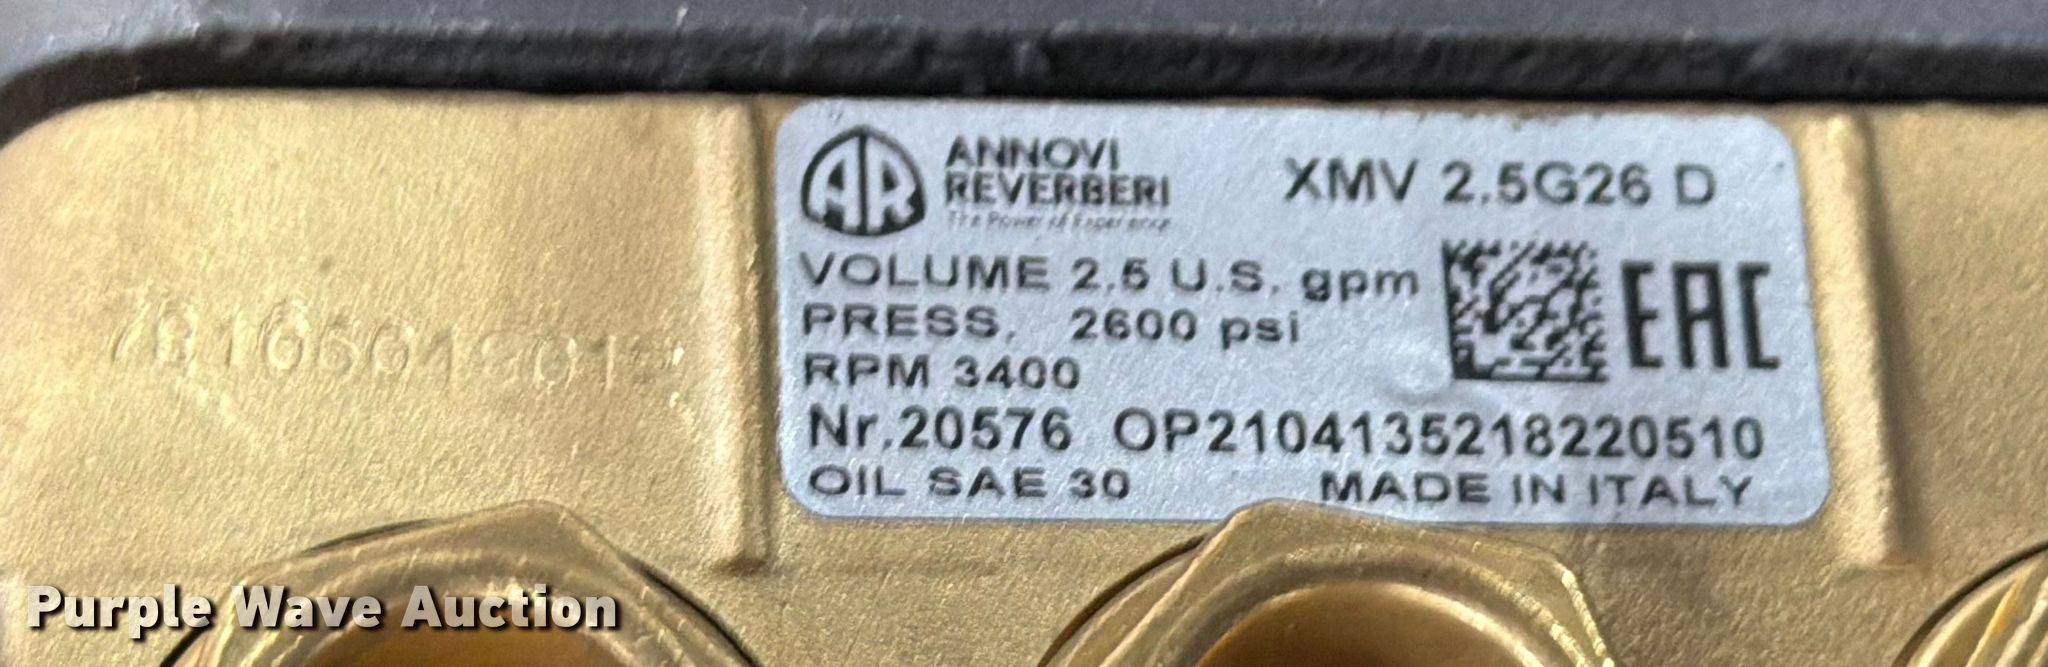 AR
ANNOVI
REVERBERI
The Power of Experience
XMV 2.5G26 D
VOLUME 2.5 U.S. gpm
PRESS. 2600 psi
EAC
RPM 3400
Nr.20576 OP2104135218220510
OIL SAE 30 MADE IN ITALY
Purple Wave Auction